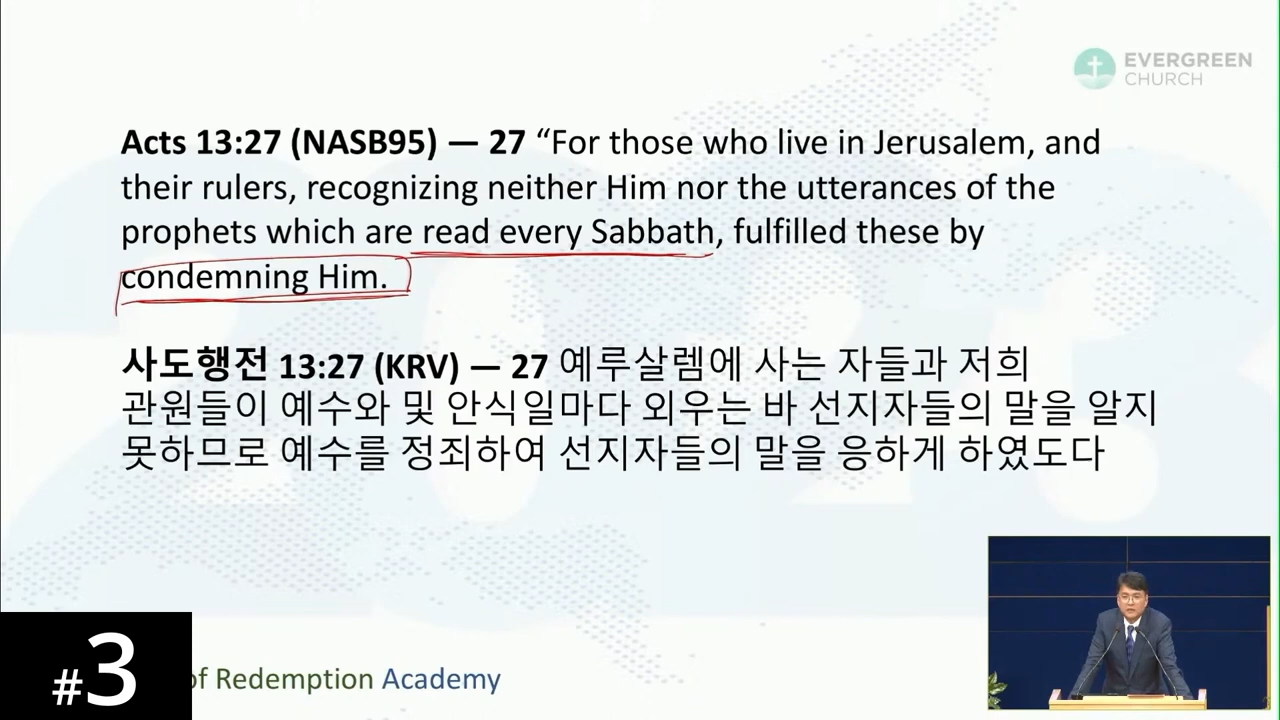 EVERGREEN
CHURCH
Acts 13:27 (NASB95) — 27 “For those who live in Jerusalem, and
their rulers, recognizing neither Him nor the utterances of the
prophets which are read every Sabbath, fulfilled these by
condemning Him.
사도행전 13:27 (KRV) — 27 예루살렘에 사는 자들과 저희
관원들이 예수와 및 안식일마다 외우는 바 선지자들의 말을 알지
못하므로 예수를 정죄하여 선지자들의 말을 응하게 하였도다
#3
of Redemption Academy